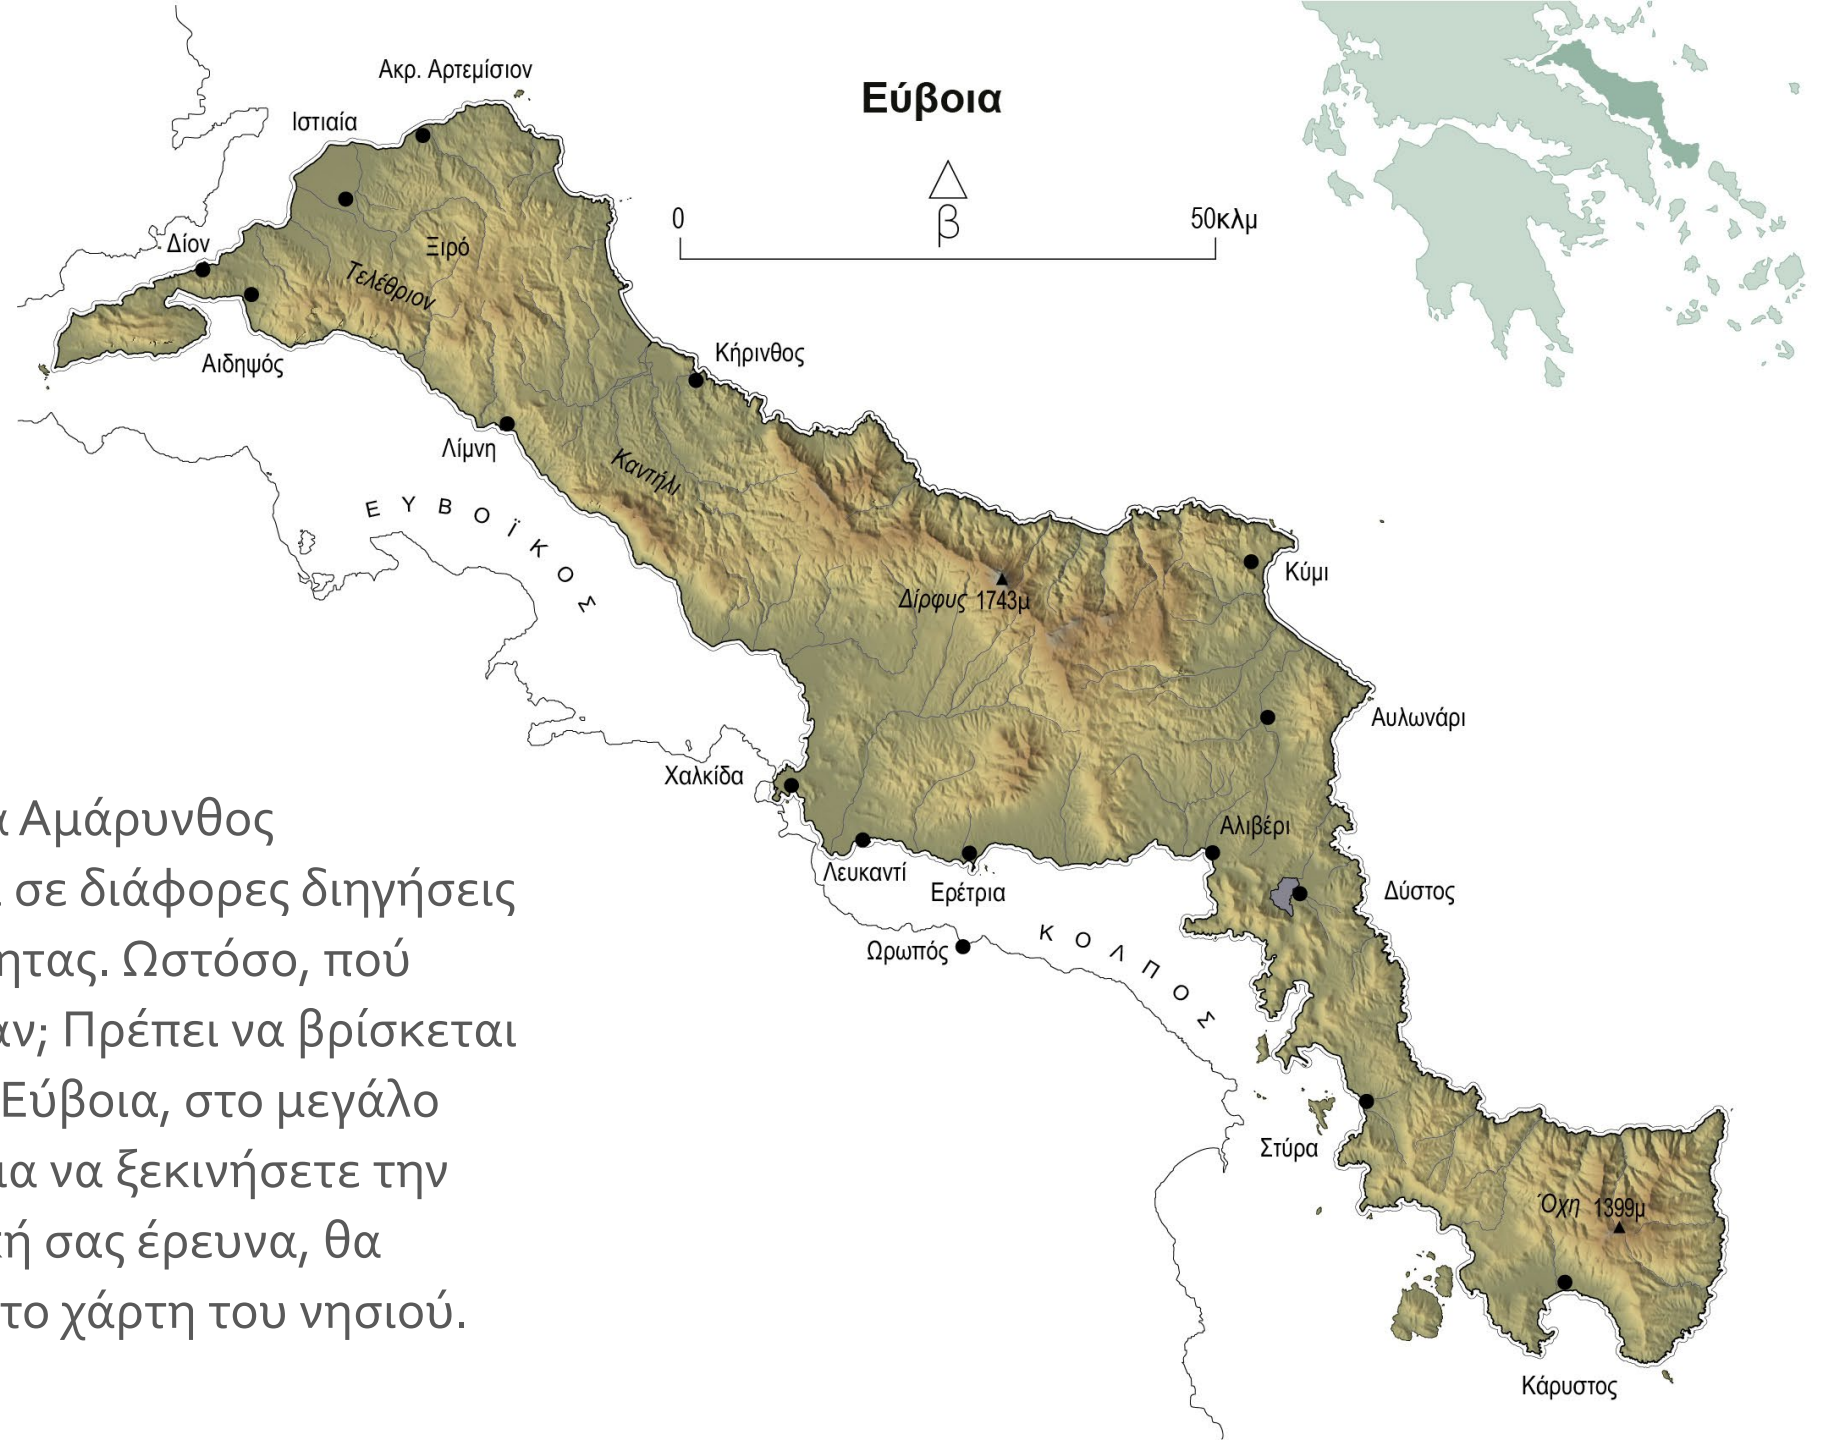 Εύβοια
β
0 50κλμ
Ακρ. Αρτεμίσιον
Ιστιαία
Δίον
Ξιρό
Τελέθριον
Αιδηψός
Κήρινθος
Λίμνη
Καντήλι
ΕΥΒΟΪΚΟΣ
Δίρφυς 1743μ
Κύμι
Αυλωνάρι
Χαλκίδα
Αλιβέρι
Λευκαντί
Ερέτρια
Δύστος
Ωρωπός
ΚΟΛΠΟΣ
Στύρα
Όχη 1399μ
Κάρυστος
α Αμάρυνθος
ι σε διάφορες διηγήσεις
ητας. Ωστόσο, πού
αν; Πρέπει να βρίσκεται
Εύβοια, στο μεγάλο
ια να ξεκινήσετε την
ή σας έρευνα, θα
το χάρτη του νησιού.